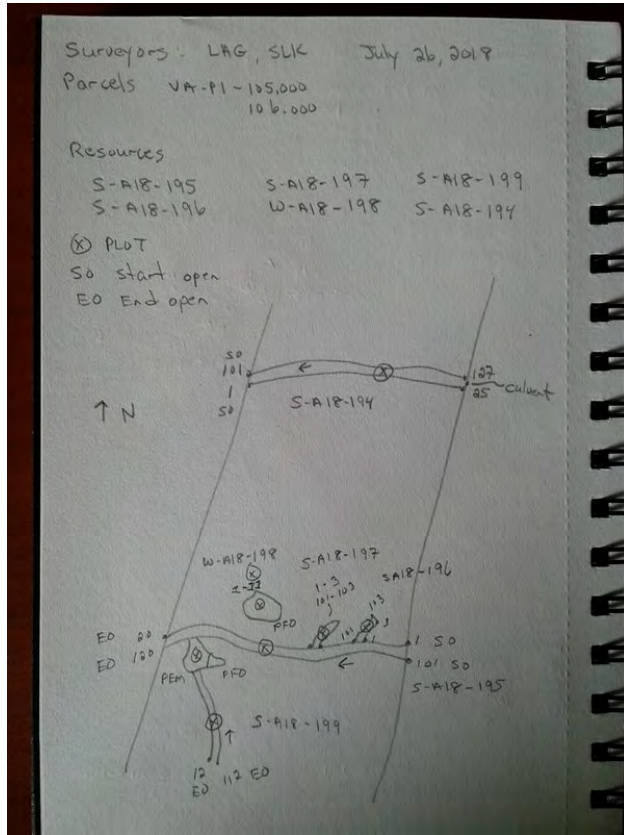 Surveyors: LAG, SLK July 26, 2018
Parcels VA-P1-105.000
106.000
Resources
S-A18-195 S-A18-197 S-A18-199
S-A18-196 W-A18-198 S-A18-194
ⓧ PLOT
SO Start open
EO End open
SO
101
1
SO
127
25 culvert
↑ N
S-A18-194
W-A18-198 S-A18-197
SA18-196
1-3
101-103
103
3
PFO
101 1
EO 20
EO 120
1 SO
101 SO
PEM PFO
S-A18-195
S-A18-199
12 112 EO
EO